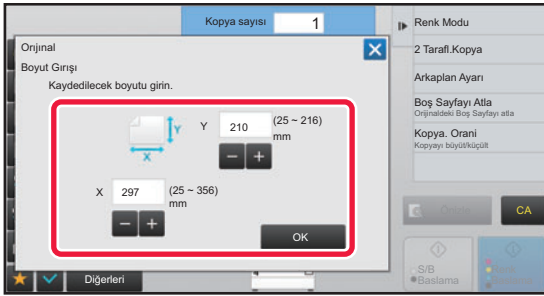 Kopya sayısı 1
Renk Modu
Orijinal
2 Taraflı.Kopya
Boyut Girişi
Kaydedilecek boyutu girin.
Arkaplan Ayarı
Boş Sayfayı Atla
Orijinaldeki Boş Sayfayı atla
Y
Y 210 (25 ~ 216)
mm
X
Kopya. Orani
Kopyayı büyüt/küçült
X 297 (25 ~ 356)
mm
OK
CA
S/B
Baslama
Diğerleri